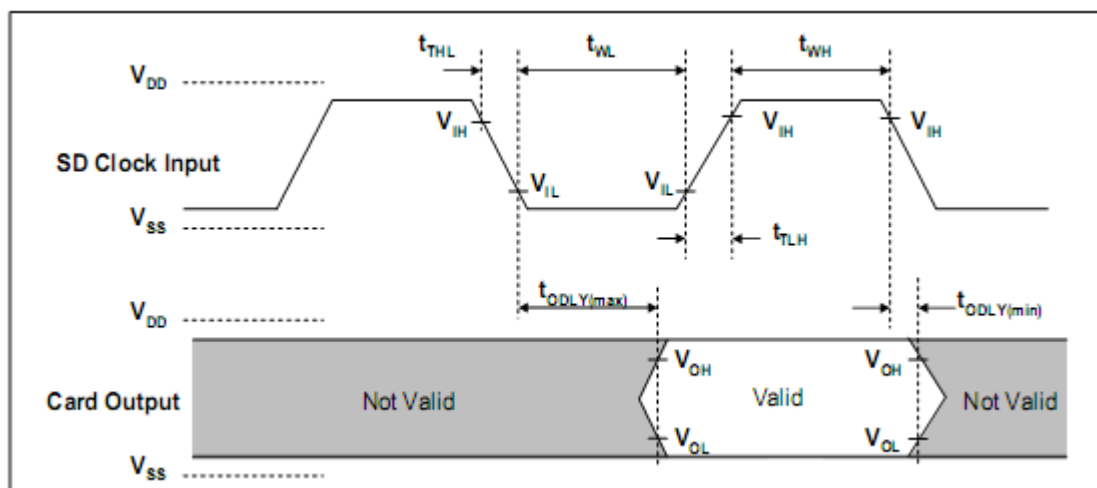 tTHL tWL tWH
VDD
VIH VIH VIH
SD Clock Input
VIL VIL
VSS
tTLH
tODLY(max) tODLY(min)
VDD
VOH VOH
Card Output Not Valid Valid Not Valid
VOL VOL
VSS